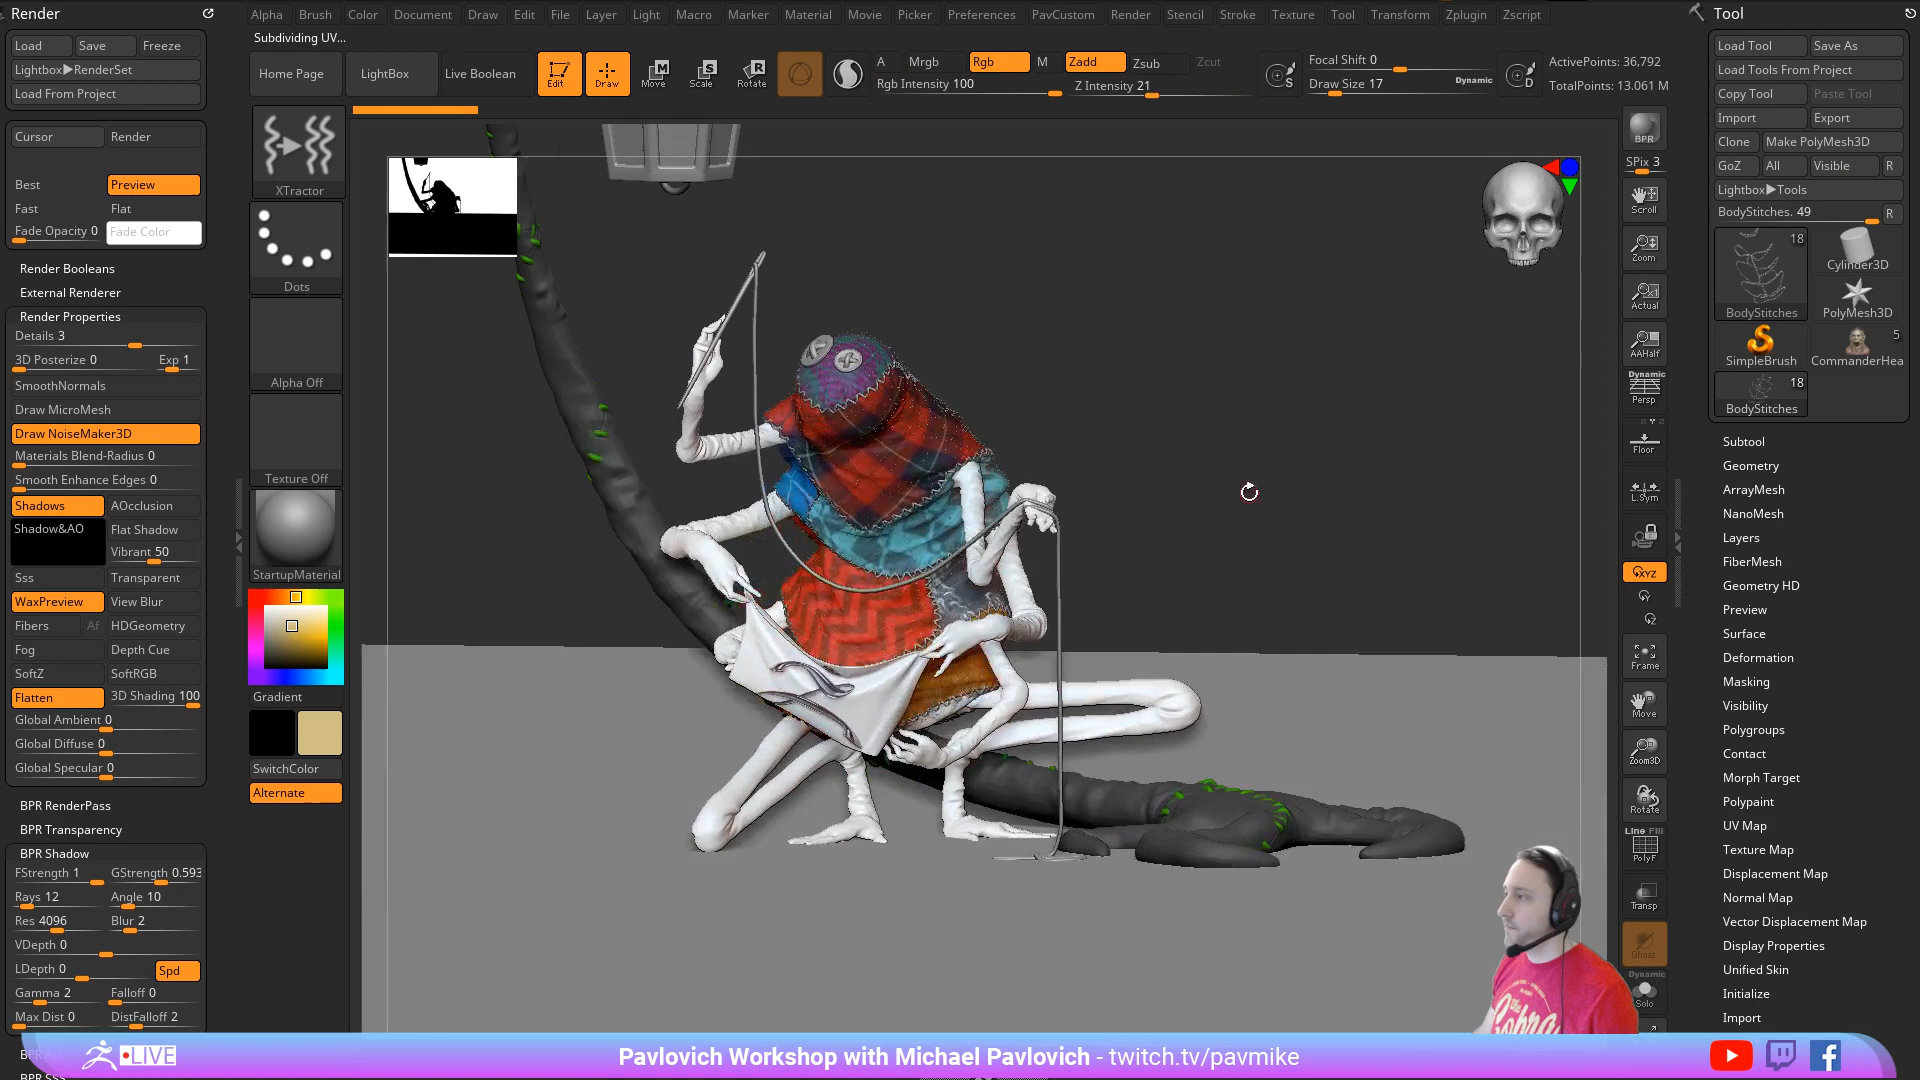 Render
Alpha Brush Color Document Draw Edit File Layer Light Macro Marker Material Movie Picker Preferences PavCustom Render Stencil Stroke Texture Tool Transform Zplugin Zscript
Tool
Subdividing UV...
Load Save Freeze
Lightbox▶RenderSet
Load From Project
Cursor Render
Best Preview
Fast Flat
Fade Opacity 0 Fade Color
Render Booleans
External Renderer
Render Properties
Details 3
3D Posterize 0 Exp 1
SmoothNormals
Draw MicroMesh
Draw NoiseMaker3D
Materials Blend-Radius 0
Smooth Enhance Edges 0
Shadows AOcclusion
Shadow&AO Flat Shadow
Vibrant 50
Sss Transparent
WaxPreview View Blur
Fibers Af HDGeometry
Fog Depth Cue
SoftZ SoftRGB
Flatten 3D Shading 100
Global Ambient 0
Global Diffuse 0
Global Specular 0
BPR RenderPass
BPR Transparency
BPR Shadow
FStrength 1 GStrength 0.593
Rays 12 Angle 10
Res 4096 Blur 2
VDepth 0
LDepth 0 Spd
Gamma 2 Falloff 0
Max Dist 0 DistFalloff 2
Home Page LightBox Live Boolean Edit Draw Move Scale Rotate
A Mrgb Rgb M Zadd Zsub Zcut
Rgb Intensity 100 Z Intensity 21
Focal Shift 0
Draw Size 17 Dynamic
ActivePoints: 36,792
TotalPoints: 13.061 M
XTractor
Dots
Alpha Off
Texture Off
StartupMaterial
Gradient
SwitchColor
Alternate
BPR
SPix 3
Scroll
Zoom
Actual
AAHalf
Dynamic
Persp
Floor
L.Sym
XYZ
Frame
Move
Zoom3D
Rotate
Line Fill
PolyF
Transp
Ghost
Dynamic
Solo
Load Tool Save As
Load Tools From Project
Copy Tool Paste Tool
Import Export
Clone Make PolyMesh3D
GoZ All Visible R
Lightbox▶Tools
BodyStitches. 49 R
18
BodyStitches
Cylinder3D
PolyMesh3D
SimpleBrush
5
CommanderHea
18
BodyStitches
Subtool
Geometry
ArrayMesh
NanoMesh
Layers
FiberMesh
Geometry HD
Preview
Surface
Deformation
Masking
Visibility
Polygroups
Contact
Morph Target
Polypaint
UV Map
Texture Map
Displacement Map
Normal Map
Vector Displacement Map
Display Properties
Unified Skin
Initialize
Import
LIVE
Pavlovich Workshop with Michael Pavlovich - twitch.tv/pavmike